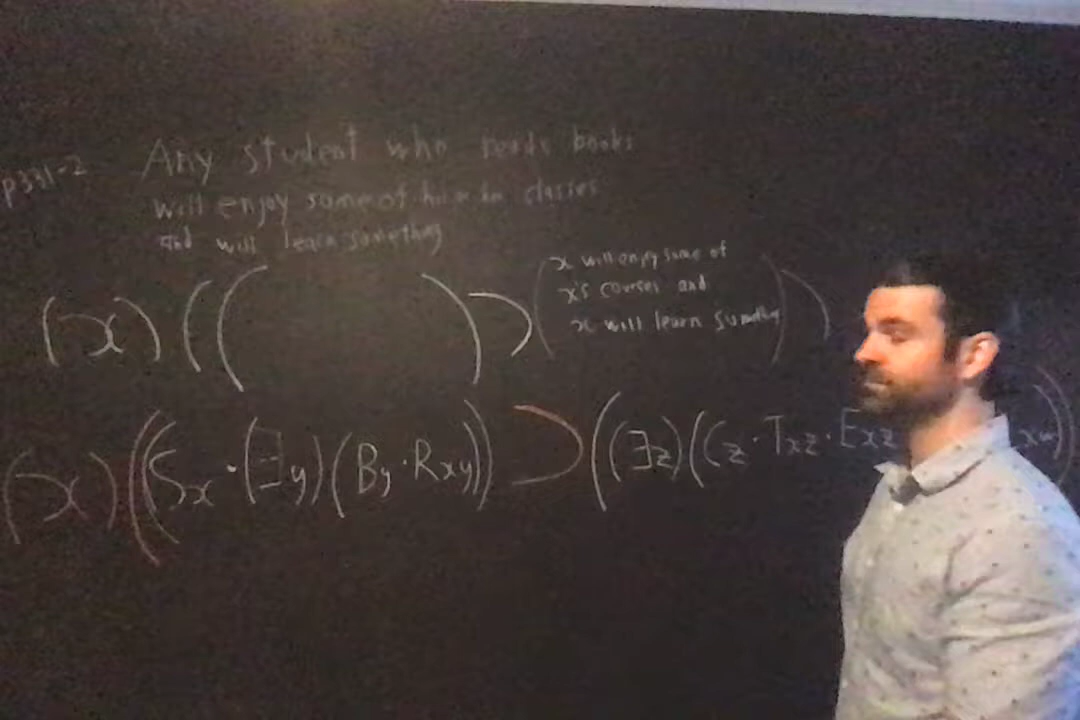 p331-2 Any student who reads books
will enjoy some of his or her classes
and will learn something
x will enjoy some of
x's courses and
x will learn something
(x)(( ) ⊃ ( ))
(x)((Sx · (∃y)(By · Rxy)) ⊃ ((∃z)(Cz · Txz · Exz xw))